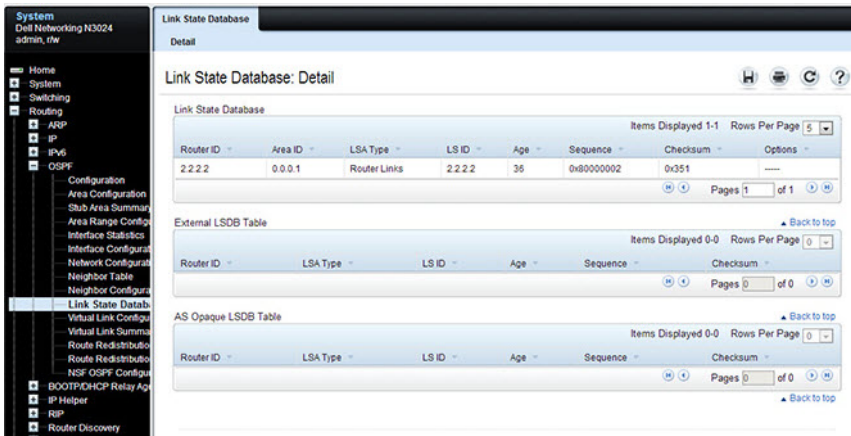 System
Dell Networking N3024
admin, r/w
Home
System
Switching
Routing
ARP
IP
IPv6
OSPF
Configuration
Area Configuration
Stub Area Summary
Area Range Configu
Interface Statistics
Interface Configurat
Network Configurati
Neighbor Table
Neighbor Configura
Link State Databa
Virtual Link Configu
Virtual Link Summa
Route Redistributio
Route Redistributio
NSF OSPF Configur
BOOTP/DHCP Relay Age
IP Helper
RIP
Router Discovery
Link State Database
Detail
Link State Database: Detail
Link State Database
Items Displayed 1-1 Rows Per Page 5
Router ID Area ID LSA Type LS ID Age Sequence Checksum Options
2.2.2.2 0.0.0.1 Router Links 2.2.2.2 36 0x80000002 0x351 -----
Pages 1 of 1
External LSDB Table Back to top
Items Displayed 0-0 Rows Per Page 0
Router ID LSA Type LS ID Age Sequence Checksum
Pages 0 of 0
AS Opaque LSDB Table Back to top
Items Displayed 0-0 Rows Per Page 0
Router ID LSA Type LS ID Age Sequence Checksum
Pages 0 of 0
Back to top